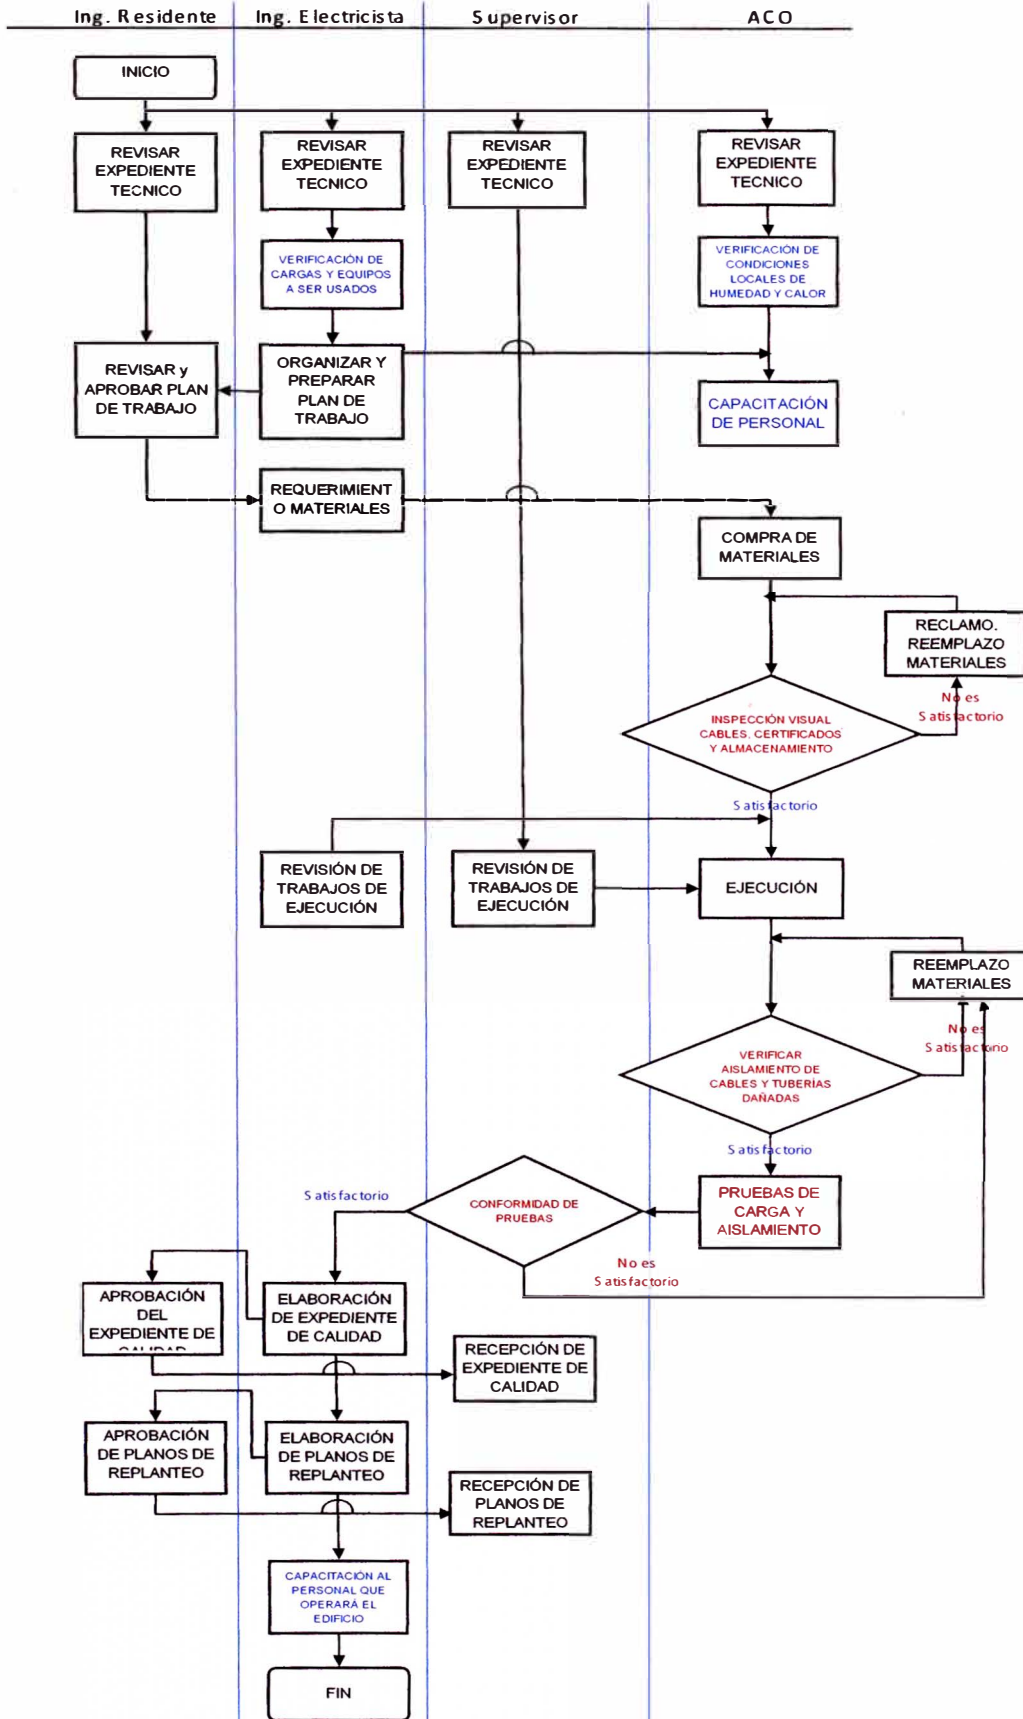 Ing. Residente
Ing. Electricista
Supervisor
ACO
INICIO
REVISAR
EXPEDIENTE
TECNICO
REVISAR
EXPEDIENTE
TECNICO
REVISAR
EXPEDIENTE
TECNICO
REVISAR
EXPEDIENTE
TECNICO
VERIFICACIÓN DE
CARGAS Y EQUIPOS
A SER USADOS
VERIFICACIÓN DE
CONDICIONES
LOCALES DE
HUMEDAD Y CALOR
REVISAR y
APROBAR PLAN
DE TRABAJO
ORGANIZAR Y
PREPARAR
PLAN DE
TRABAJO
CAPACITACIÓN
DE PERSONAL
REQUERIMIENT
O MATERIALES
COMPRA DE
MATERIALES
RECLAMO.
REEMPLAZO
MATERIALES
No es
Satisfactorio
INSPECCIÓN VISUAL
CABLES. CERTIFICADOS
Y ALMACENAMIENTO
Satisfactorio
REVISIÓN DE
TRABAJOS DE
EJECUCIÓN
REVISIÓN DE
TRABAJOS DE
EJECUCIÓN
EJECUCIÓN
REEMPLAZO
MATERIALES
No es
Satisfactorio
VERIFICAR
AISLAMIENTO DE
CABLES Y TUBERÍAS
DAÑADAS
Satisfactorio
PRUEBAS DE
CARGA Y
AISLAMIENTO
CONFORMIDAD DE
PRUEBAS
Satisfactorio
No es
Satisfactorio
APROBACIÓN
DEL
EXPEDIENTE DE
CALIDAD
ELABORACIÓN
DE EXPEDIENTE
DE CALIDAD
RECEPCIÓN DE
EXPEDIENTE DE
CALIDAD
APROBACIÓN
DE PLANOS DE
REPLANTEO
ELABORACIÓN
DE PLANOS DE
REPLANTEO
RECEPCIÓN DE
PLANOS DE
REPLANTEO
CAPACITACIÓN AL
PERSONAL QUE
OPERARÁ EL
EDIFICIO
FIN